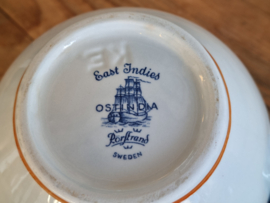 East Indies
OSTINDIA
Rörstrand
SWEDEN